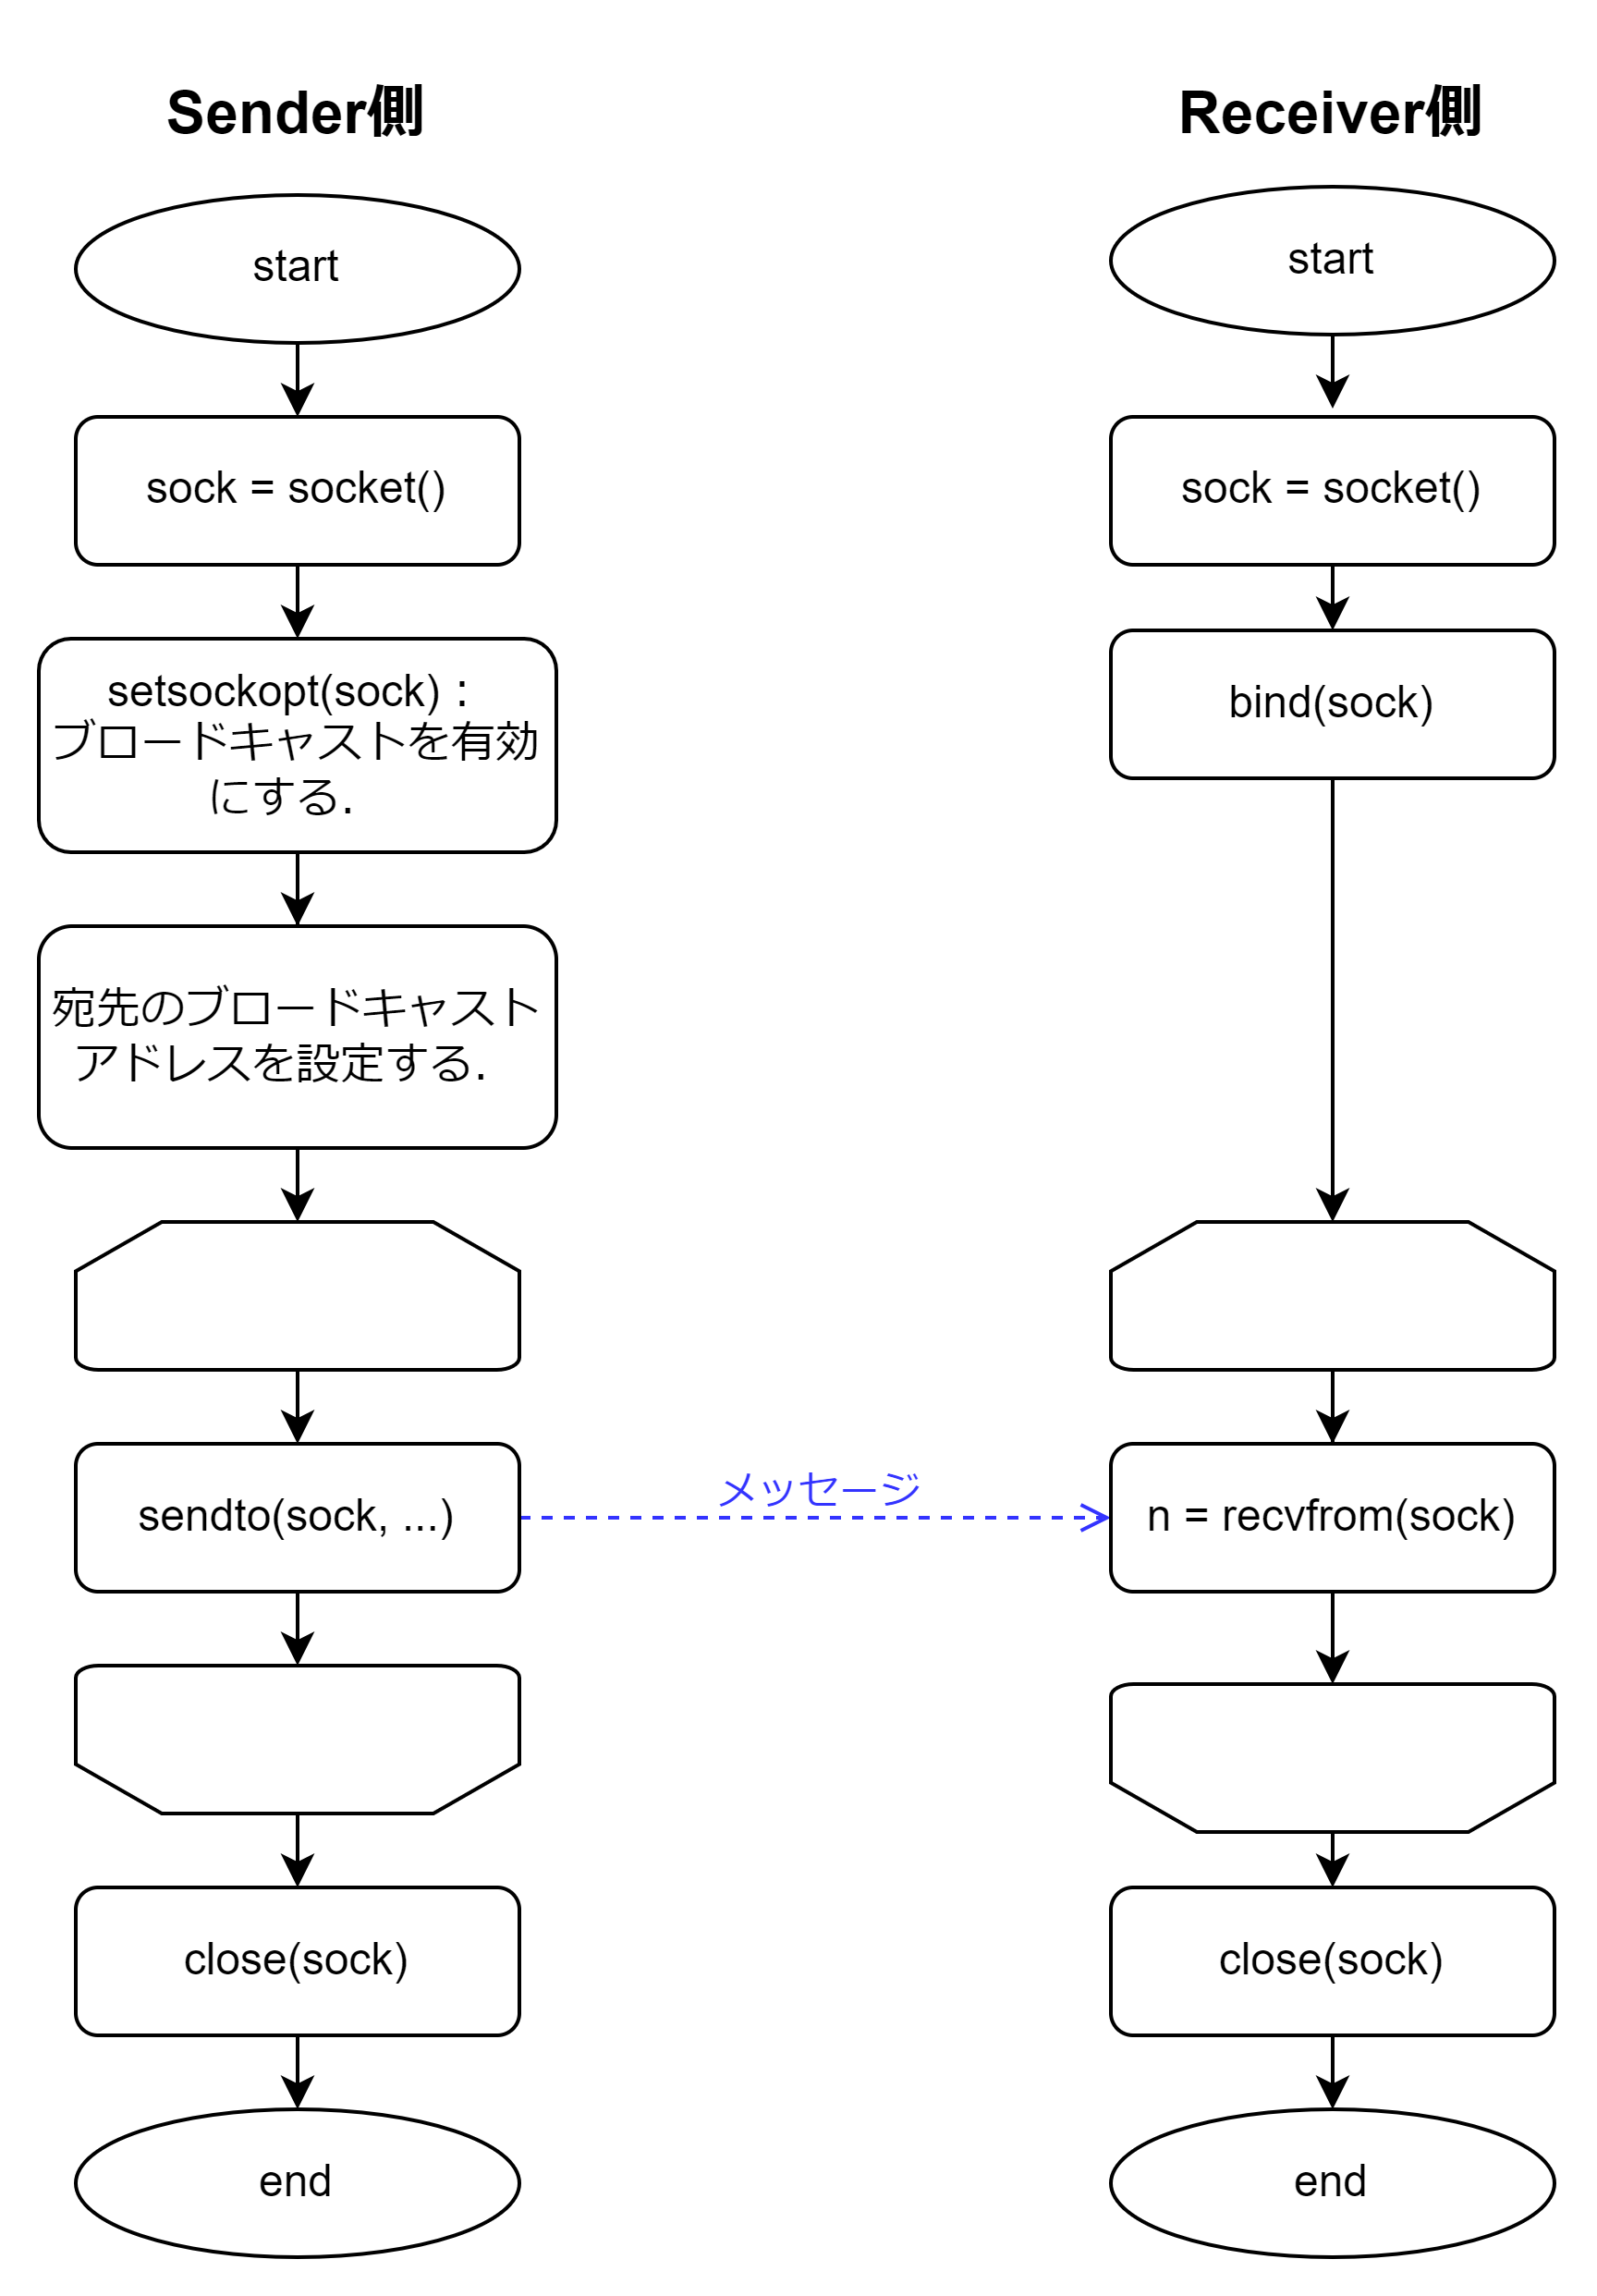 Sender側
start
sock = socket()
setsockopt(sock) :
ブロードキャストを有効
にする.
宛先のブロードキャスト
アドレスを設定する.
sendto(sock, ...)
close(sock)
end
メッセージ
Receiver側
start
sock = socket()
bind(sock)
n = recvfrom(sock)
close(sock)
end